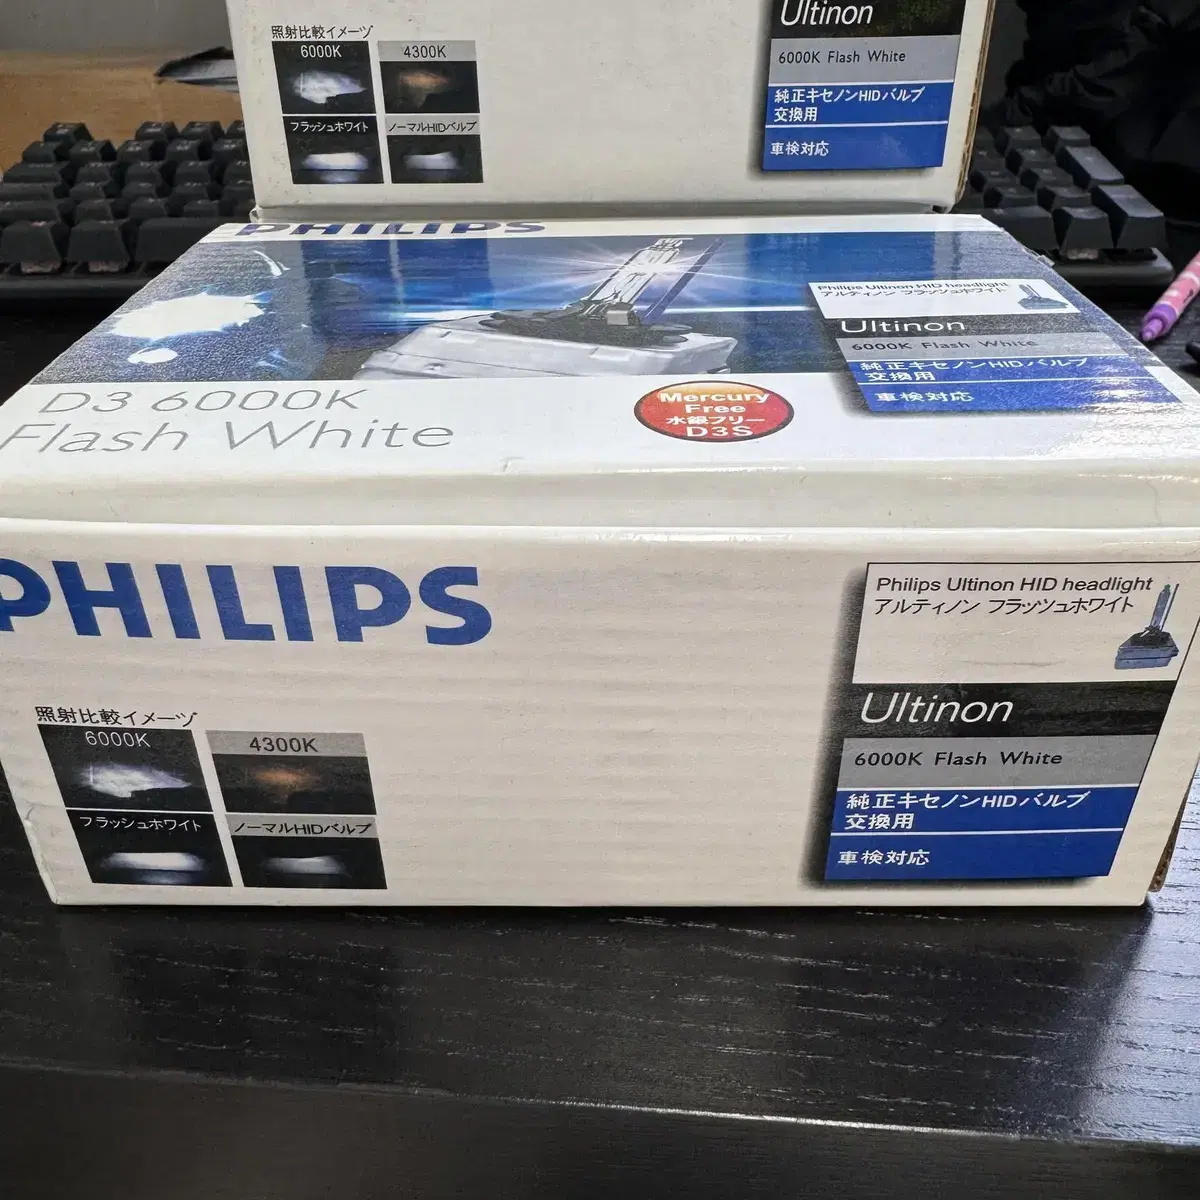 照射比較イメージ
6000K
4300K
フラッシュホワイト
ノーマルHIDバルブ
Ultinon
6000K Flash White
純正キセノンHIDバルブ
交換用
車検対応
PHILIPS
Philips Ultinon HID headlight
アルティノン フラッシュホワイト
Ultinon
6000K Flash White
純正キセノンHIDバルブ
交換用
車検対応
D3 6000K
Flash White
Mercury
Free
水銀フリー
D3S
PHILIPS
Philips Ultinon HID headlight
アルティノン フラッツュホワイト
Ultinon
6000K Flash White
純正キセノンHIDバルブ
交換用
車検対応
照射比較イメーヅ
6000K
4300K
フラッシュホワイト
ノーマルHIDバルブ